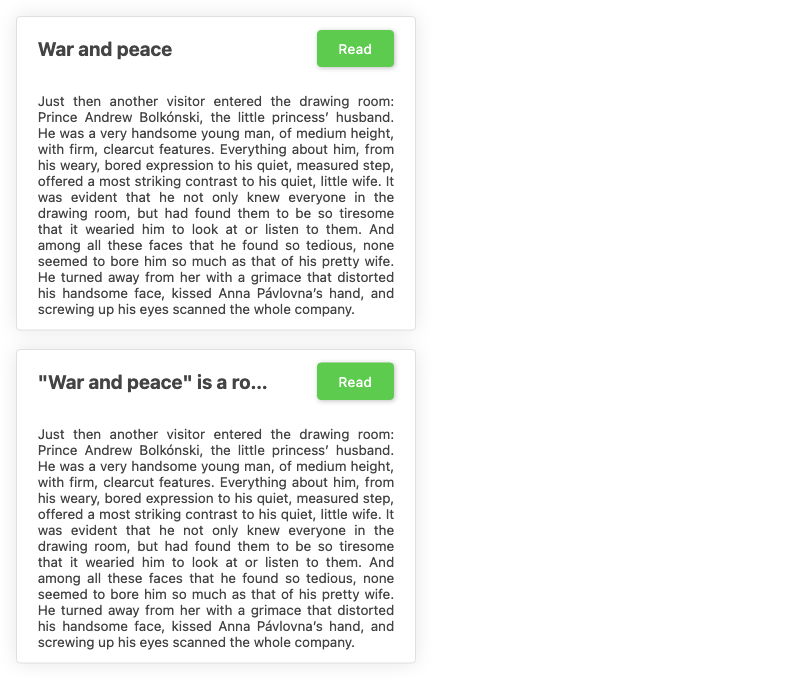 War and peace
Read
Just then another visitor entered the drawing room:
Prince Andrew Bolkónski, the little princess’ husband.
He was a very handsome young man, of medium height,
with firm, clearcut features. Everything about him, from
his weary, bored expression to his quiet, measured step,
offered a most striking contrast to his quiet, little wife. It
was evident that he not only knew everyone in the
drawing room, but had found them to be so tiresome
that it wearied him to look at or listen to them. And
among all these faces that he found so tedious, none
seemed to bore him so much as that of his pretty wife.
He turned away from her with a grimace that distorted
his handsome face, kissed Anna Pávlovna’s hand, and
screwing up his eyes scanned the whole company.
"War and peace" is a ro...
Read
Just then another visitor entered the drawing room:
Prince Andrew Bolkónski, the little princess’ husband.
He was a very handsome young man, of medium height,
with firm, clearcut features. Everything about him, from
his weary, bored expression to his quiet, measured step,
offered a most striking contrast to his quiet, little wife. It
was evident that he not only knew everyone in the
drawing room, but had found them to be so tiresome
that it wearied him to look at or listen to them. And
among all these faces that he found so tedious, none
seemed to bore him so much as that of his pretty wife.
He turned away from her with a grimace that distorted
his handsome face, kissed Anna Pávlovna’s hand, and
screwing up his eyes scanned the whole company.